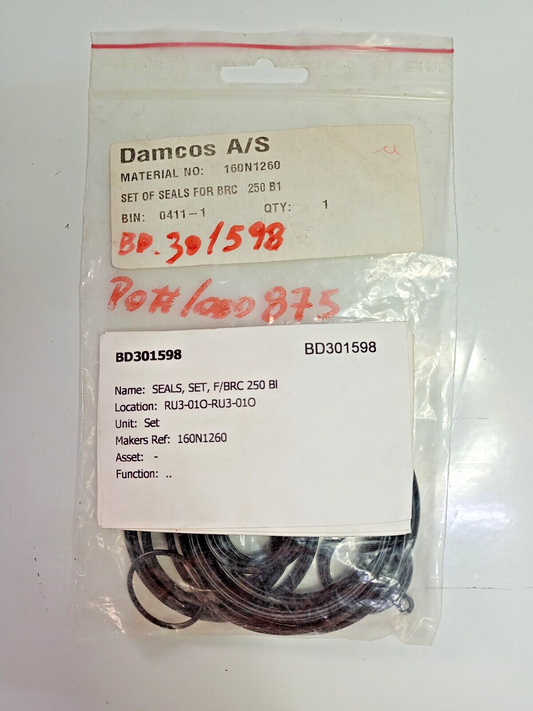 Damcos A/S
MATERIAL NO: 160N1260
SET OF SEALS FOR BRC 250 B1
BIN: 0411-1 QTY: 1
BD.301598
PO#1000875
BD301598 BD301598
Name: SEALS, SET, F/BRC 250 BI
Location: RU3-01O-RU3-01O
Unit: Set
Makers Ref: 160N1260
Asset: -
Function: ..